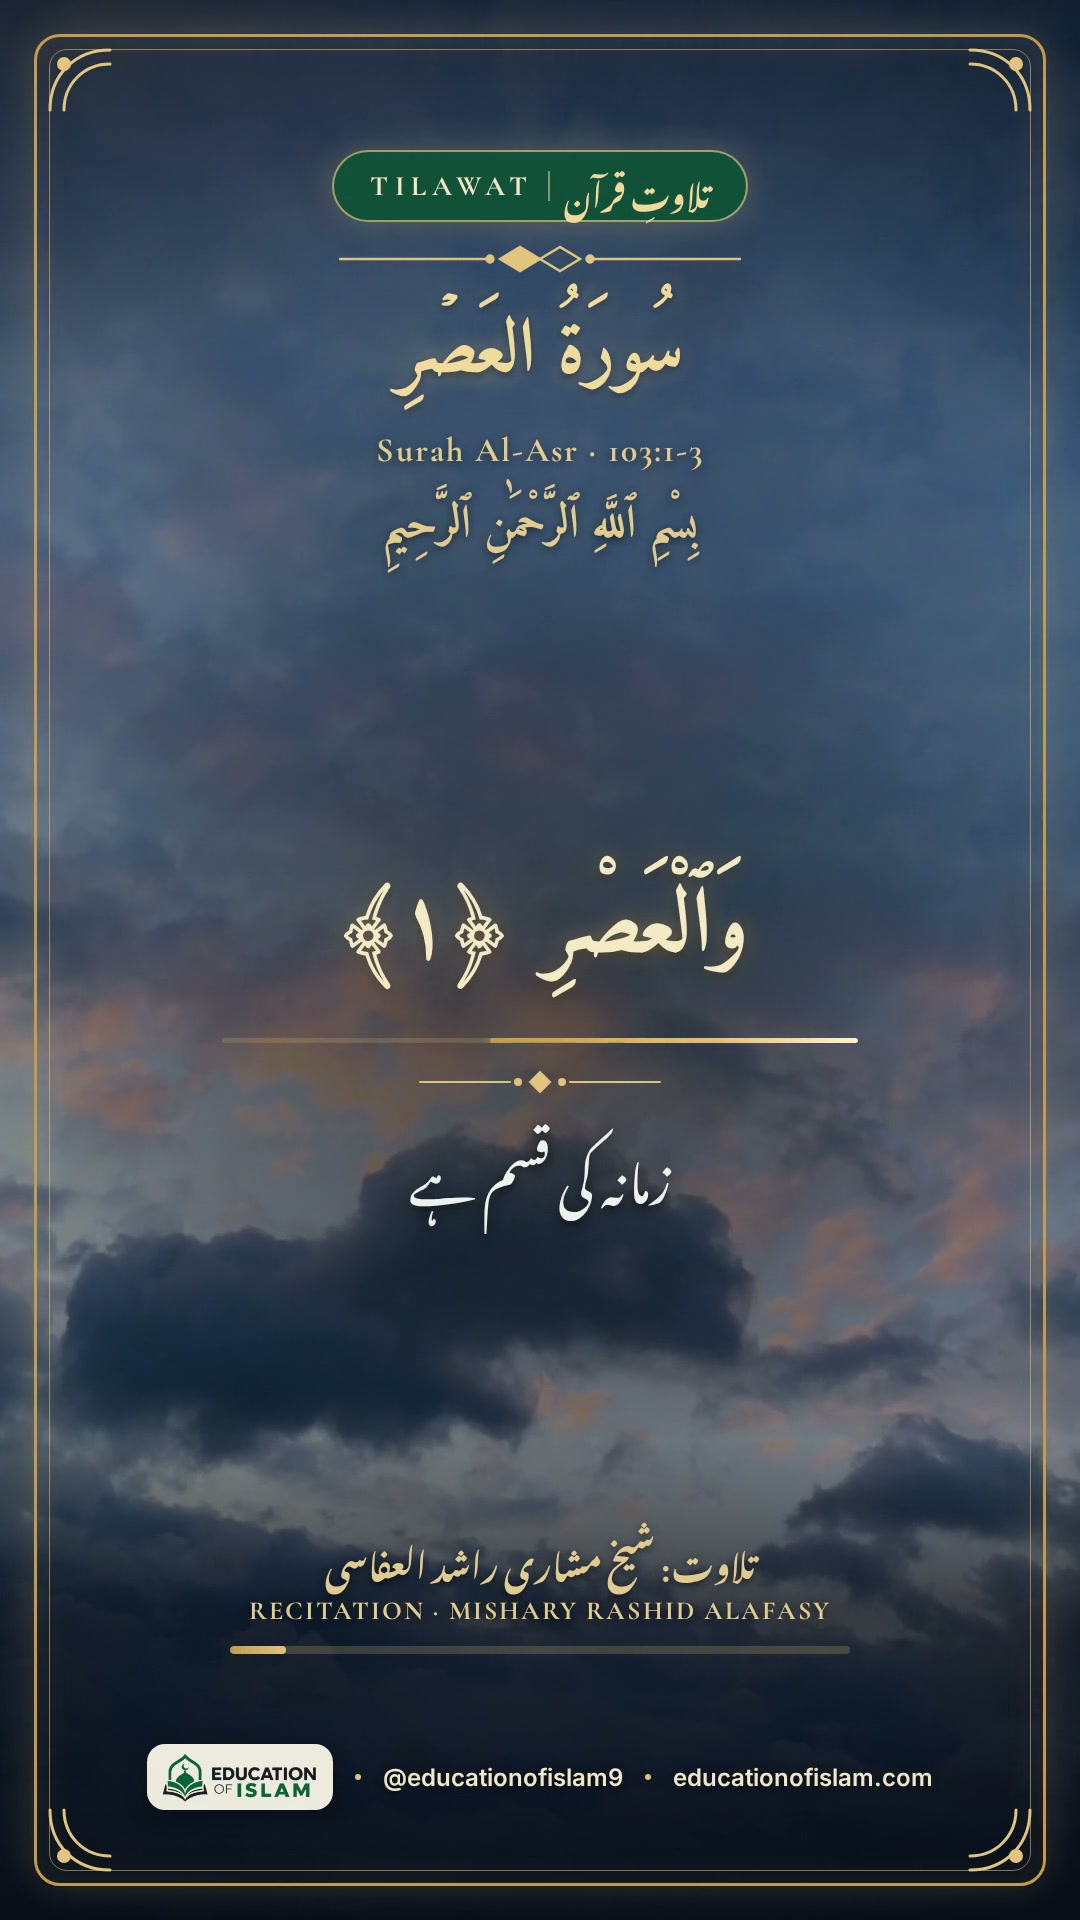 TILAWAT | تلاوتِ قرآن
سُورَةُ العَصْرِ
Surah Al-Asr · 103:1-3
بِسْمِ ٱللَّهِ ٱلرَّحْمَٰنِ ٱلرَّحِيمِ
وَٱلْعَصْرِ ﴿١﴾
زمانہ کی قسم ہے
تلاوت: شیخ مشاری راشد العفاسی
RECITATION · MISHARY RASHID ALAFASY
EDUCATION OF ISLAM • @educationofislam9 • educationofislam.com